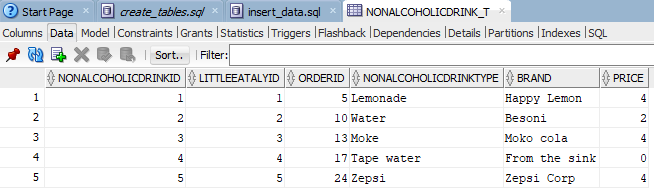 Start Page create_tables.sql insert_data.sql NONALCOHOLICDRINK_T
Columns Data Model Constraints Grants Statistics Triggers Flashback Dependencies Details Partitions Indexes SQL
Sort.. Filter:
NONALCOHOLICDRINKID LITTLEEATALYID ORDERID NONALCOHOLICDRINKTYPE BRAND PRICE
1 1 1 5 Lemonade Happy Lemon 4
2 2 2 10 Water Besoni 2
3 3 3 13 Moke Moko cola 4
4 4 4 17 Tape water From the sink 0
5 5 5 24 Zepsi Zepsi Corp 4